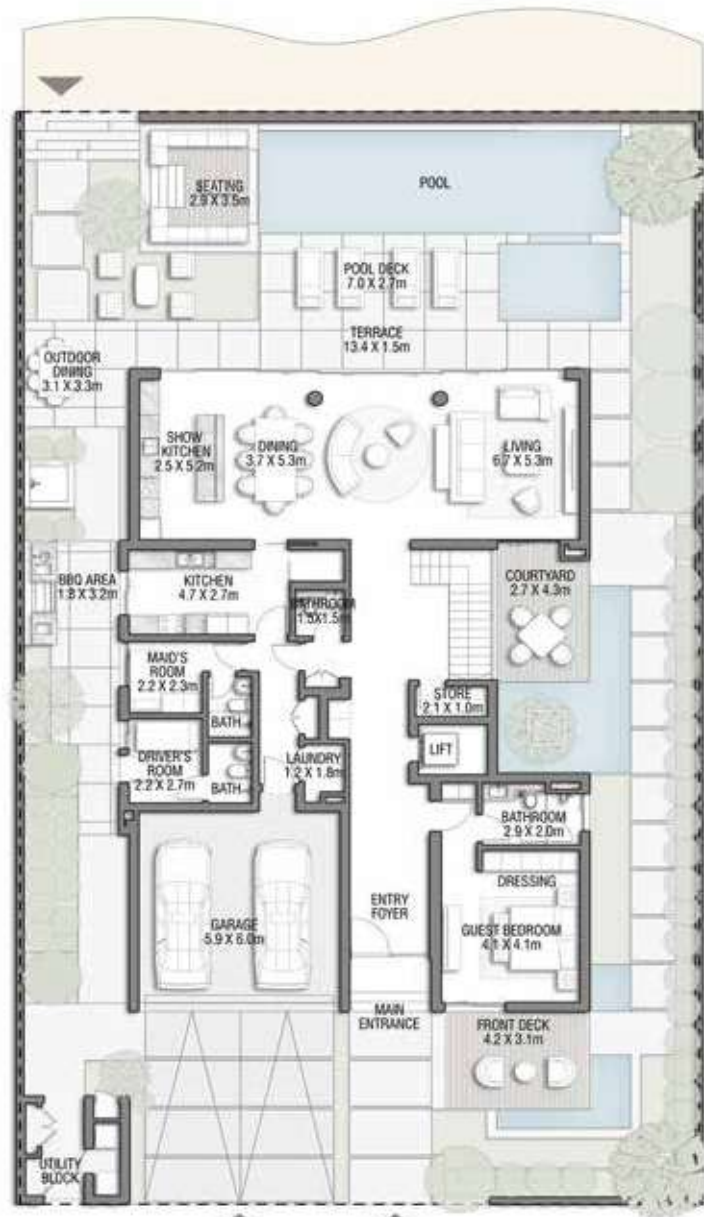 SEATING
2.9 X 3.5m
POOL
POOL DECK
7.0 X 2.7m
TERRACE
13.4 X 1.5m
OUTDOOR
DINING
3.1 X 3.3m
SHOW
KITCHEN
2.5 X 5.2m
DINING
3.7 X 5.3m
LIVING
6.7 X 5.3m
BBQ AREA
1.8 X 3.2m
KITCHEN
4.7 X 2.7m
BATHROOM
1.5X1.5m
COURTYARD
2.7 X 4.3m
MAID'S
ROOM
2.2 X 2.3m
BATH
STORE
2.1 X 1.0m
LIFT
DRIVER'S
ROOM
2.2 X 2.7m
BATH
LAUNDRY
1.2 X 1.8m
BATHROOM
2.9 X 2.0m
DRESSING
GARAGE
5.9 X 6.0m
ENTRY
FOYER
GUEST BEDROOM
4.1 X 4.1m
MAIN
ENTRANCE
FRONT DECK
4.2 X 3.1m
UTILITY
BLOCK